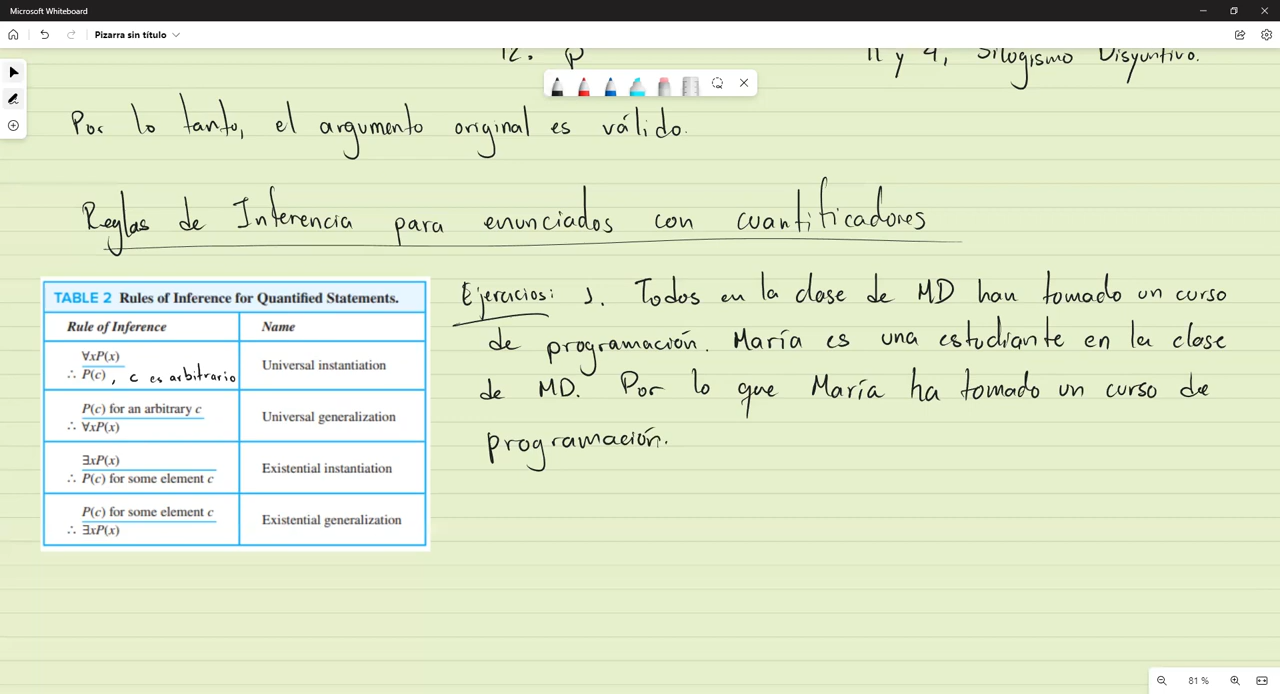 Microsoft Whiteboard
Pizarra sin título
12. p 11 y 4, Silogismo Disyuntivo.
Por lo tanto, el argumento original es válido.
Reglas de Inferencia para enunciados con cuantificadores
TABLE 2 Rules of Inference for Quantified Statements.
Rule of Inference Name
∀xP(x)
∴ P(c), c es arbitrario
Universal instantiation
P(c) for an arbitrary c
∴ ∀xP(x)
Universal generalization
∃xP(x)
∴ P(c) for some element c
Existential instantiation
P(c) for some element c
∴ ∃xP(x)
Existential generalization
Ejercicios: 1. Todos en la clase de MD han tomado un curso
de programación. María es una estudiante en la clase
de MD. Por lo que María ha tomado un curso de
programación.
81 %